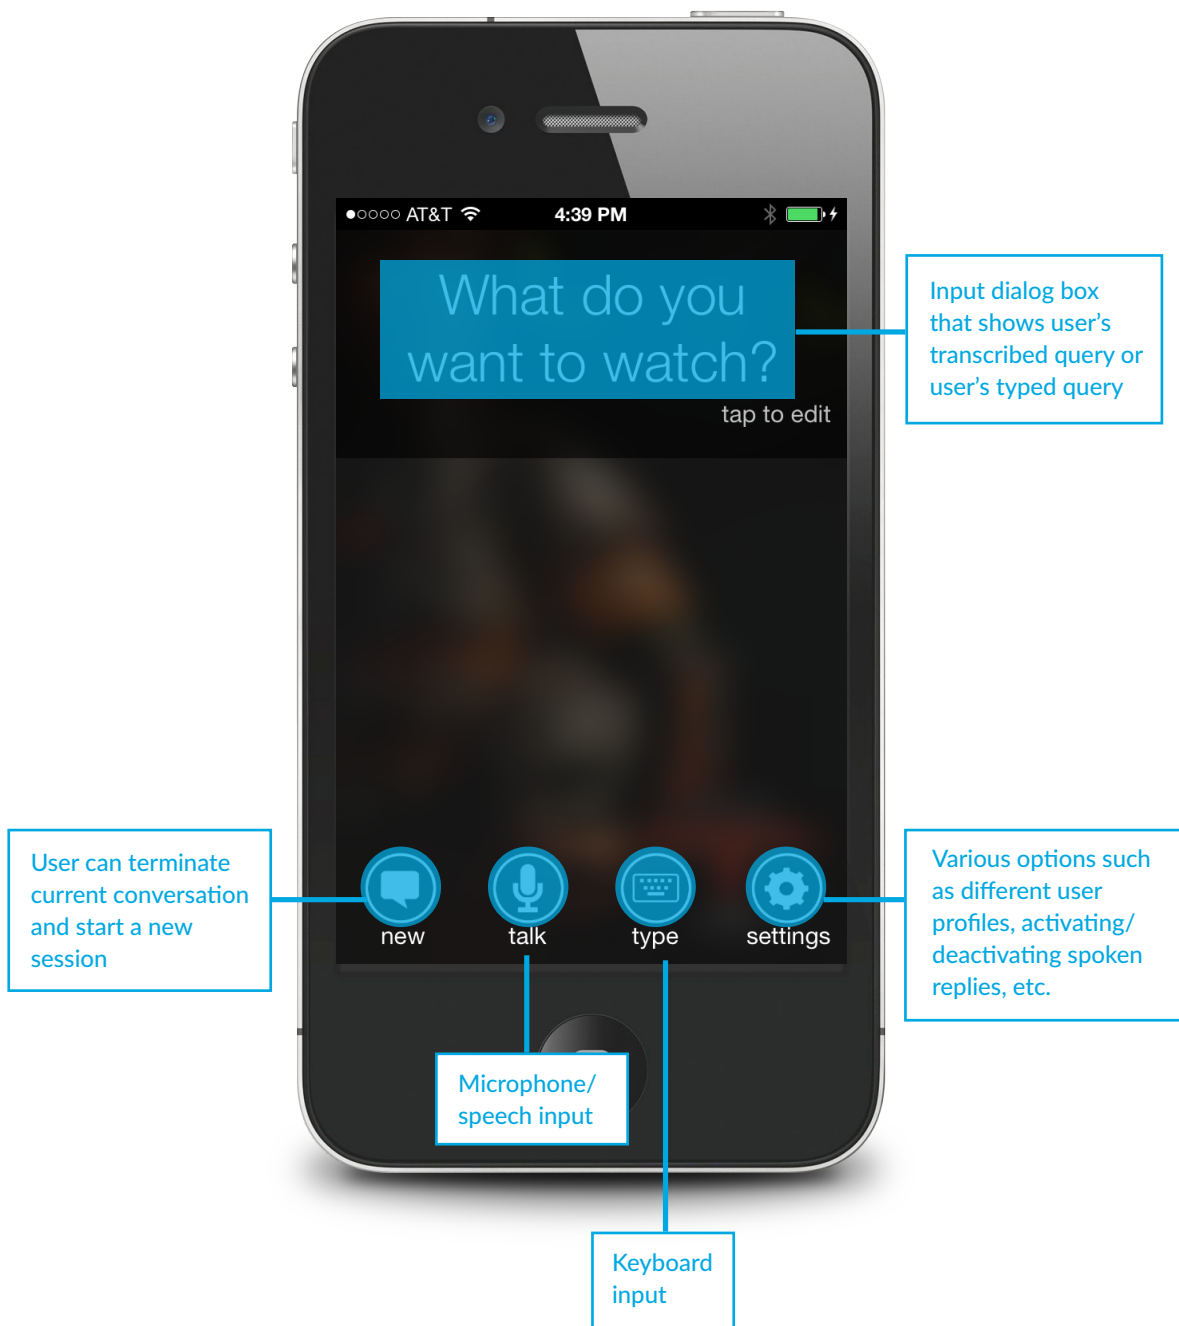 AT&T
4:39 PM
What do you
want to watch?
tap to edit
Input dialog box
that shows user’s
transcribed query or
user’s typed query
User can terminate
current conversation
and start a new
session
new
talk
type
settings
Various options such
as different user
profiles, activating/
deactivating spoken
replies, etc.
Microphone/
speech input
Keyboard
input